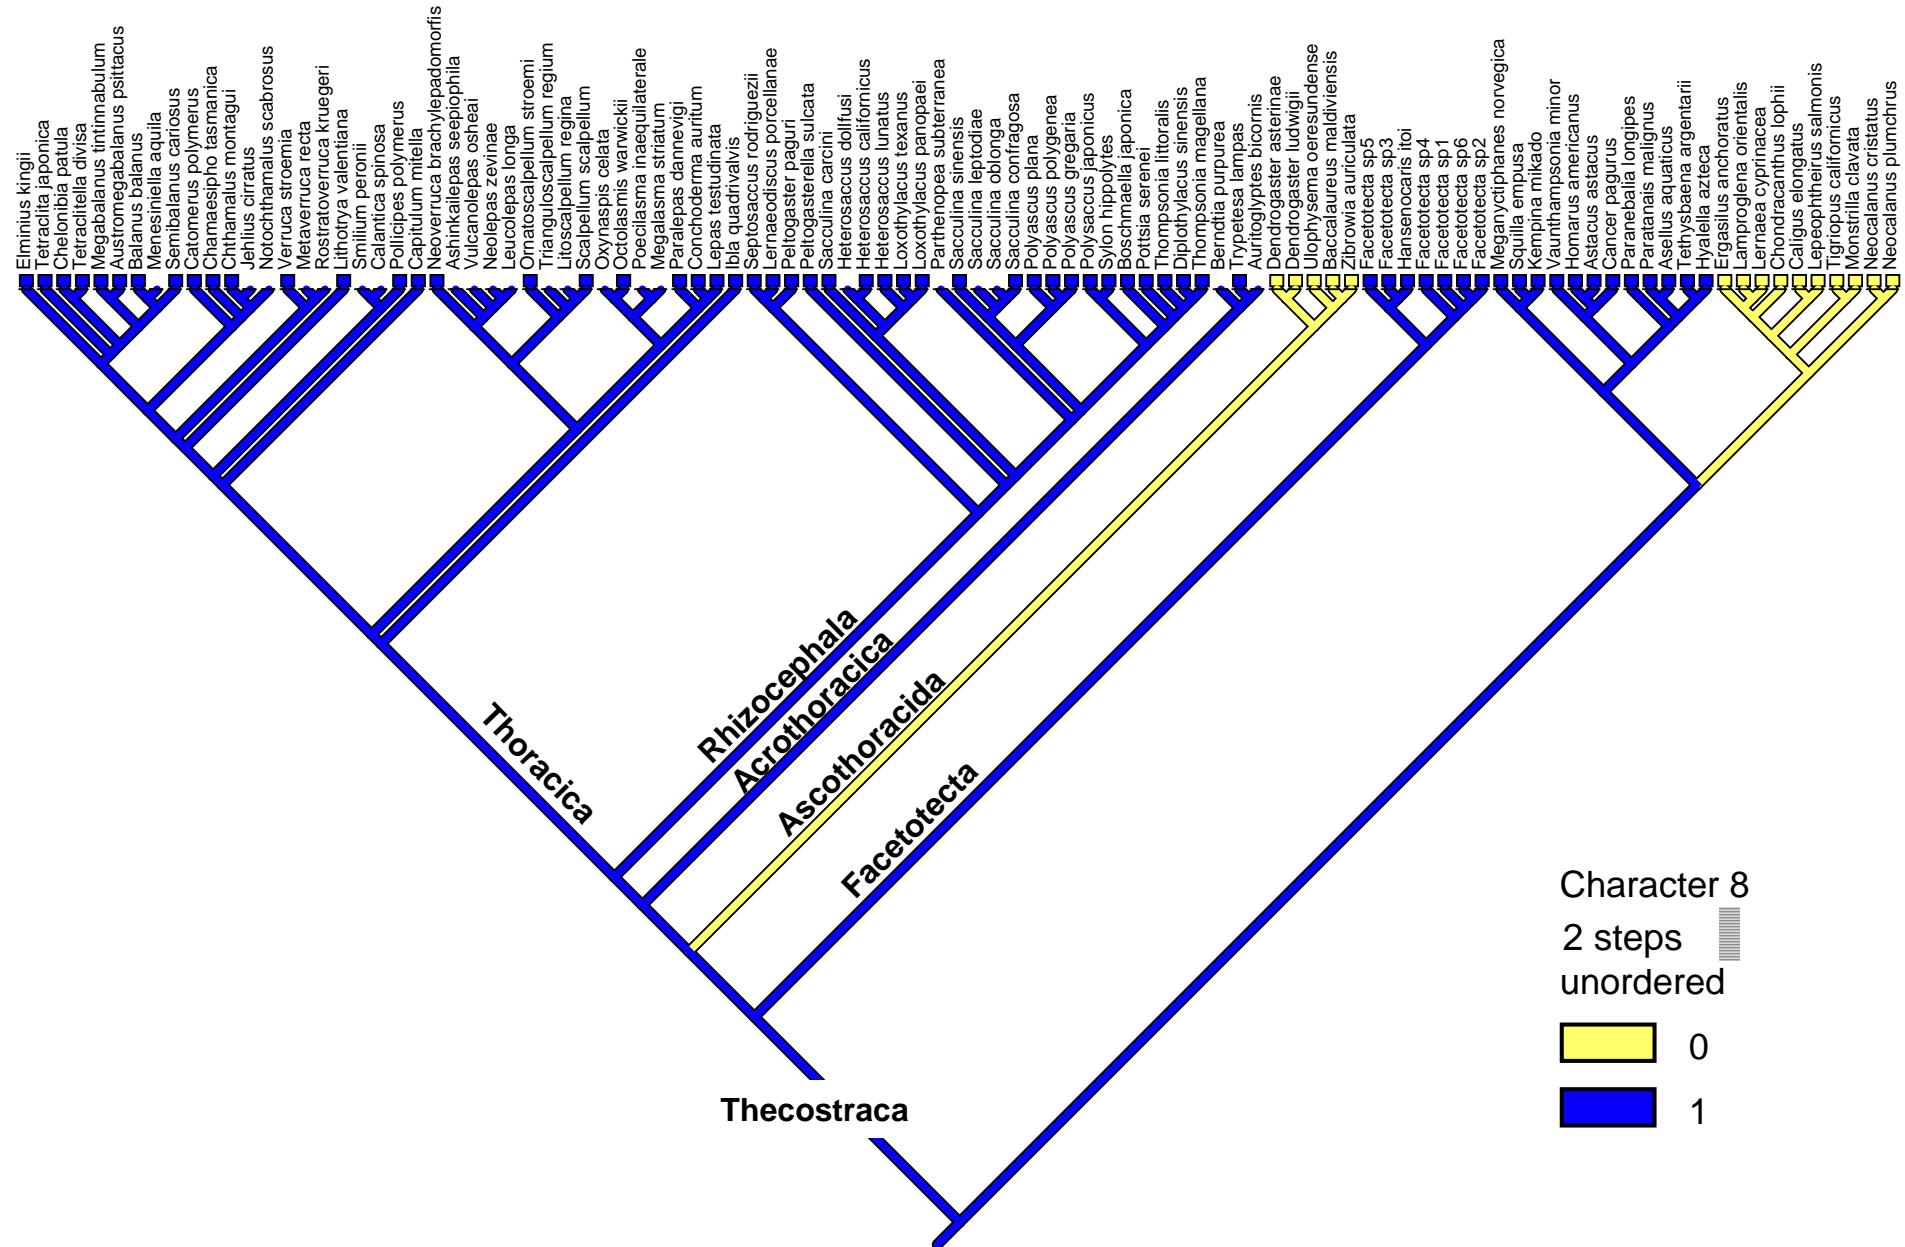 Elminius kingii
Tetraclita japonica
Chelonibia patula
Tetraclitella divisa
Megabalanus tintinnabulum
Austromegabalanus psittacus
Balanus balanus
Menesiniella aquila
Semibalanus cariosus
Catomerus polymerus
Chamaesipho tasmanica
Chthamalus montagui
Jehlius cirratus
Notochthamalus scabrosus
Verruca stroemia
Metaverruca recta
Rostratoverruca kruegeri
Lithotrya valentiana
Smilium peronii
Calantica spinosa
Pollicipes polymerus
Capitulum mitella
Neoverruca brachylepadomorfis
Ashinkailepas seepiophila
Vulcanolepas osheai
Neolepas zevinae
Leucolepas longa
Ornatoscalpellum stroemi
Trianguloscalpellum regium
Litoscalpellum regina
Scalpellum scalpellum
Oxynaspis celata
Octolasmis warwickii
Poecilasma inaequilaterale
Megalasma striatum
Paralepas dannevigi
Conchoderma auritum
Lepas testudinata
Ibla quadrivalvis
Septosaccus rodriguezii
Lernaeodiscus porcellanae
Peltogaster paguri
Peltogasterella sulcata
Sacculina carcini
Heterosaccus dollfusi
Heterosaccus californicus
Heterosaccus lunatus
Loxothylacus texanus
Loxothylacus panopaei
Parthenopea subterranea
Sacculina sinensis
Sacculina leptodiae
Sacculina oblonga
Sacculina confragosa
Polyascus plana
Polyascus polygenea
Polyascus gregaria
Polysaccus japonicus
Sylon hippolytes
Boschmaella japonica
Pottsia serenei
Thompsonia littoralis
Diplothylacus sinensis
Thompsonia magellana
Berndtia purpurea
Trypetesa lampas
Auritoglyptes bicornis
Dendrogaster asterinae
Dendrogaster ludwigii
Ulophysema oeresundense
Baccalaureus maldiviensis
Zibrowia auriculata
Facetotecta sp5
Facetotecta sp3
Hansenocaris itoi
Facetotecta sp4
Facetotecta sp1
Facetotecta sp6
Facetotecta sp2
Meganyctiphanes norvegica
Squilla empusa
Kempina mikado
Vaunthampsonia minor
Homarus americanus
Astacus astacus
Cancer pagurus
Paranebalia longipes
Paratanais malignus
Asellus aquaticus
Tethysbaena argentarii
Hyalella azteca
Ergasilus anchoratus
Lamproglena orientalis
Lernaea cyprinacea
Chondracanthus lophii
Caligus elongatus
Lepeophtheirus salmonis
Tigriopus californicus
Monstrilla clavata
Neocalanus cristatus
Neocalanus plumchrus
Thoracica
Rhizocephala
Acrothoracica
Ascothoracida
Facetotecta
Thecostraca
Character 8
2 steps
unordered
0
1